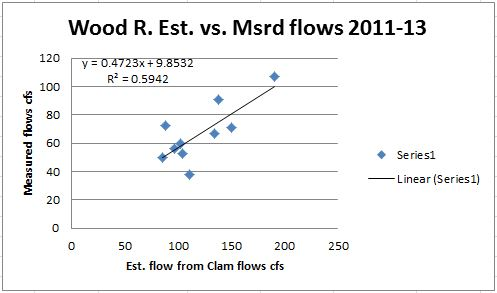 Wood R. Est. vs. Msrd flows 2011-13
y = 0.4723x + 9.8532
R² = 0.5942
Measured flows cfs
120
100
80
60
40
20
0
0 50 100 150 200 250
Est. flow from Clam flows cfs
Series1
Linear (Series1)